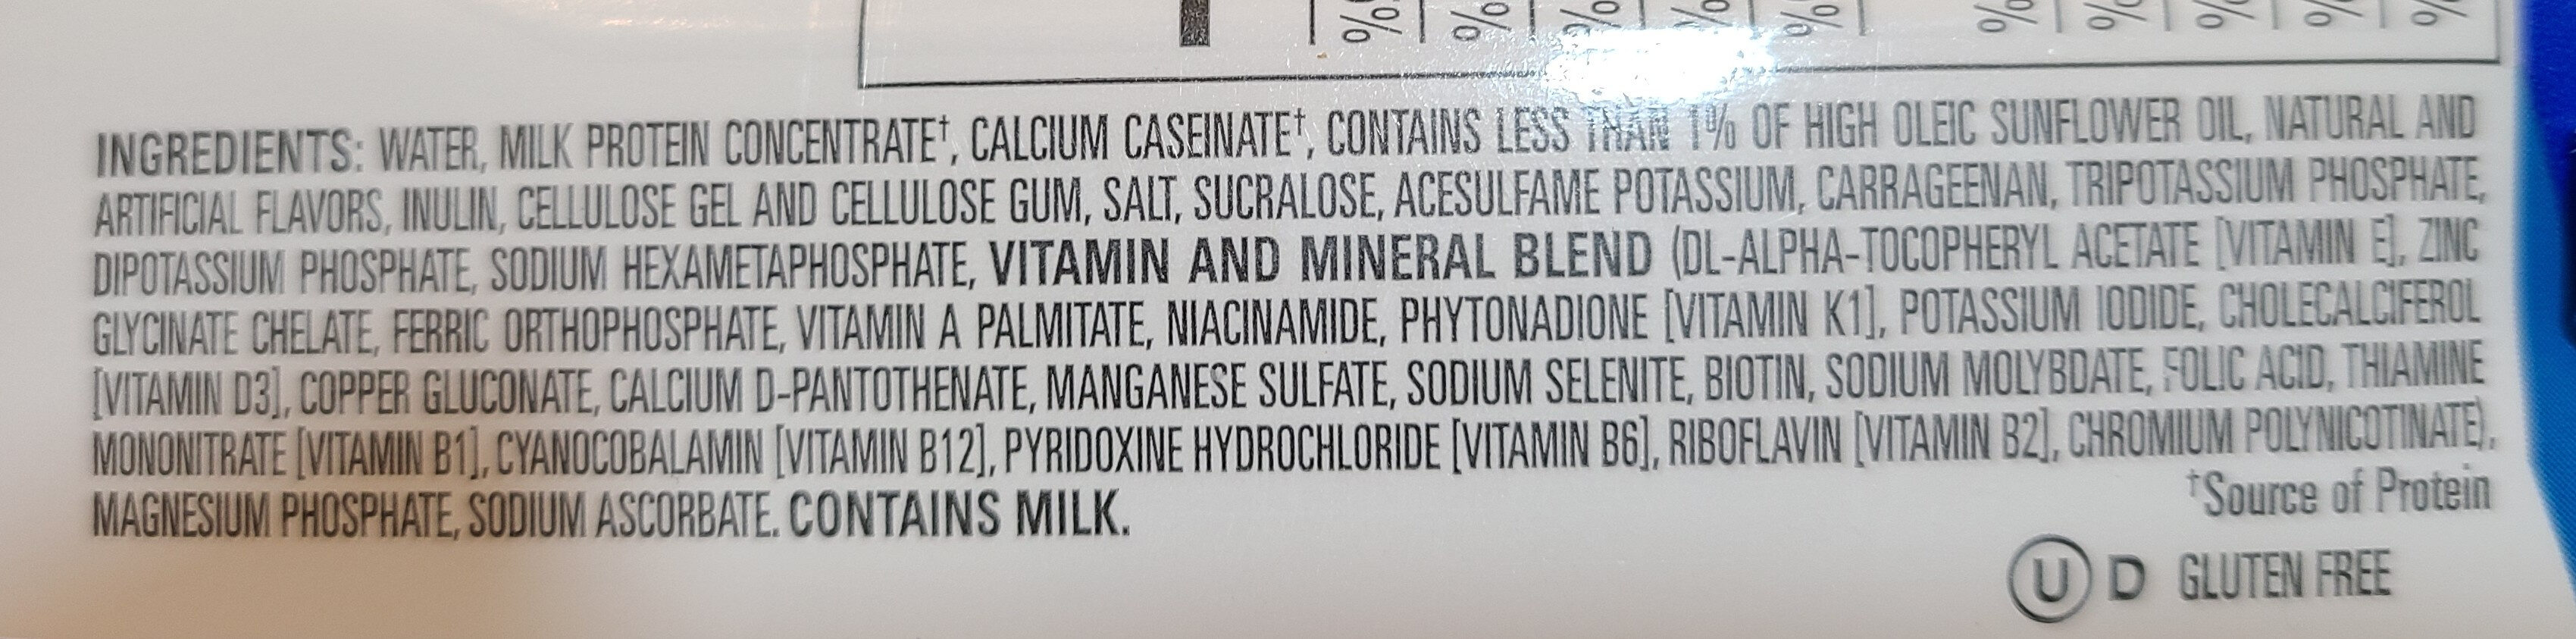 % % % % % % % % % %
INGREDIENTS: WATER, MILK PROTEIN CONCENTRATE†, CALCIUM CASEINATE†, CONTAINS LESS THAN 1% OF HIGH OLEIC SUNFLOWER OIL, NATURAL AND
ARTIFICIAL FLAVORS, INULIN, CELLULOSE GEL AND CELLULOSE GUM, SALT, SUCRALOSE, ACESULFAME POTASSIUM, CARRAGEENAN, TRIPOTASSIUM PHOSPHATE,
DIPOTASSIUM PHOSPHATE, SODIUM HEXAMETAPHOSPHATE, VITAMIN AND MINERAL BLEND (DL-ALPHA-TOCOPHERYL ACETATE [VITAMIN E], ZINC
GLYCINATE CHELATE, FERRIC ORTHOPHOSPHATE, VITAMIN A PALMITATE, NIACINAMIDE, PHYTONADIONE [VITAMIN K1], POTASSIUM IODIDE, CHOLECALCIFEROL
[VITAMIN D3], COPPER GLUCONATE, CALCIUM D-PANTOTHENATE, MANGANESE SULFATE, SODIUM SELENITE, BIOTIN, SODIUM MOLYBDATE, FOLIC ACID, THIAMINE
MONONITRATE [VITAMIN B1], CYANOCOBALAMIN [VITAMIN B12], PYRIDOXINE HYDROCHLORIDE [VITAMIN B6], RIBOFLAVIN [VITAMIN B2], CHROMIUM POLYNICOTINATE),
MAGNESIUM PHOSPHATE, SODIUM ASCORBATE. CONTAINS MILK.
†Source of Protein
U D GLUTEN FREE